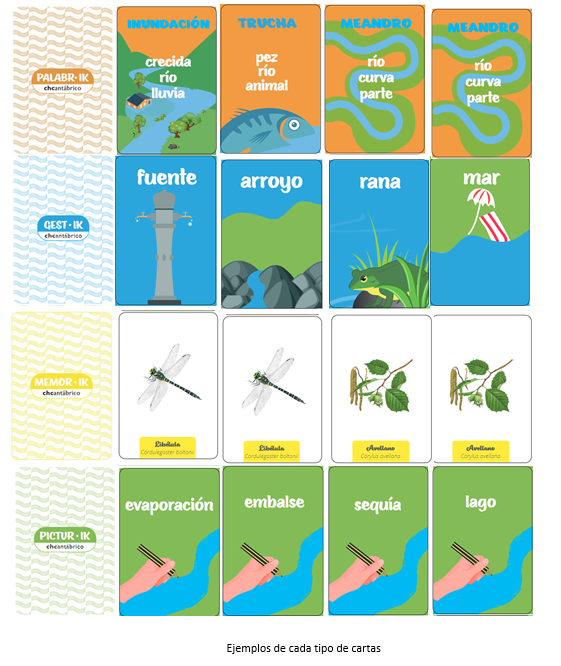 PALABR·IK
chcantábrico
INUNDACIÓN
crecida
río
lluvia
TRUCHA
pez
río
animal
MEANDRO
río
curva
parte
MEANDRO
río
curva
parte
GEST·IK
chcantábrico
fuente
arroyo
rana
mar
MEMOR·IK
chcantábrico
Libélula
Cordulegaster boltonii
Libélula
Cordulegaster boltonii
Avellano
Corylus avellana
Avellano
Corylus avellana
PICTUR·IK
chcantábrico
evaporación
embalse
sequía
lago
Ejemplos de cada tipo de cartas